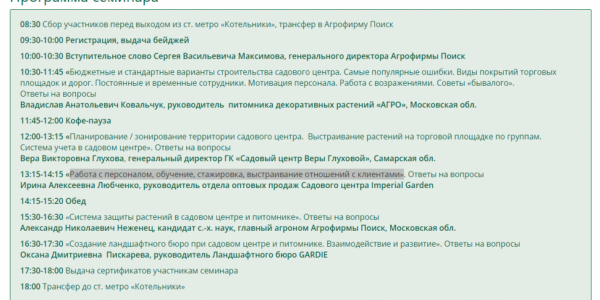 Программа семинара
08:30 Сбор участников перед выходом из ст. метро «Котельники», трансфер в Агрофирму Поиск
09:30-10:00 Регистрация, выдача бейджей
10:00-10:30 Вступительное слово Сергея Васильевича Максимова, генерального директора Агрофирмы Поиск
10:30-11:45 «Бюджетные и стандартные варианты строительства садового центра. Самые популярные ошибки. Виды покрытий торговых
площадок и дорог. Постоянные и временные сотрудники. Мотивация персонала. Работа с возражениями. Советы «бывалого».
Ответы на вопросы
Владислав Анатольевич Ковальчук, руководитель питомника декоративных растений «АГРО», Московская обл.
11:45-12:00 Кофе-пауза
12:00-13:15 «Планирование / зонирование территории садового центра. Выстраивание растений на торговой площадке по группам.
Система учета в садовом центре». Ответы на вопросы
Вера Викторовна Глухова, генеральный директор ГК «Садовый центр Веры Глуховой», Самарская обл.
13:15-14:15 «Работа с персоналом, обучение, стажировка, выстраивание отношений с клиентами». Ответы на вопросы
Ирина Алексеевна Любченко, руководитель отдела оптовых продаж Садового центра Imperial Garden
14:15-15:20 Обед
15:30-16:30 «Система защиты растений в садовом центре и питомнике». Ответы на вопросы
Александр Николаевич Неженец, кандидат с.-х. наук, главный агроном Агрофирмы Поиск, Московская обл.
16:30-17:30 «Создание ландшафтного бюро при садовом центре и питомнике. Взаимодействие и развитие». Ответы на вопросы
Оксана Дмитриевна Пискарева, руководитель Ландшафтного бюро GARDIE
17:30-18:00 Выдача сертификатов участникам семинара
18:00 Трансфер до ст. метро «Котельники»